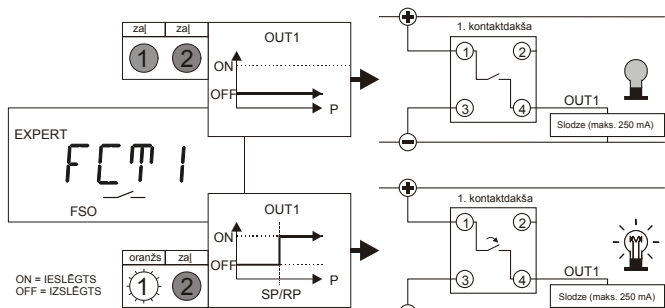 zaļ zaļ
1 2
OUT1
ON
OFF
P
1. kontaktdakša
1 2
3 4
OUT1
Slodze (maks. 250 mA)
EXPERT
FCT1
FSO
oranžs zaļ
1 2
ON = IESLĒGTS
OFF = IZSLĒGTS
OUT1
ON
OFF
P
SP/RP
1. kontaktdakša
1 2
3 4
OUT1
Slodze (maks. 250 mA)